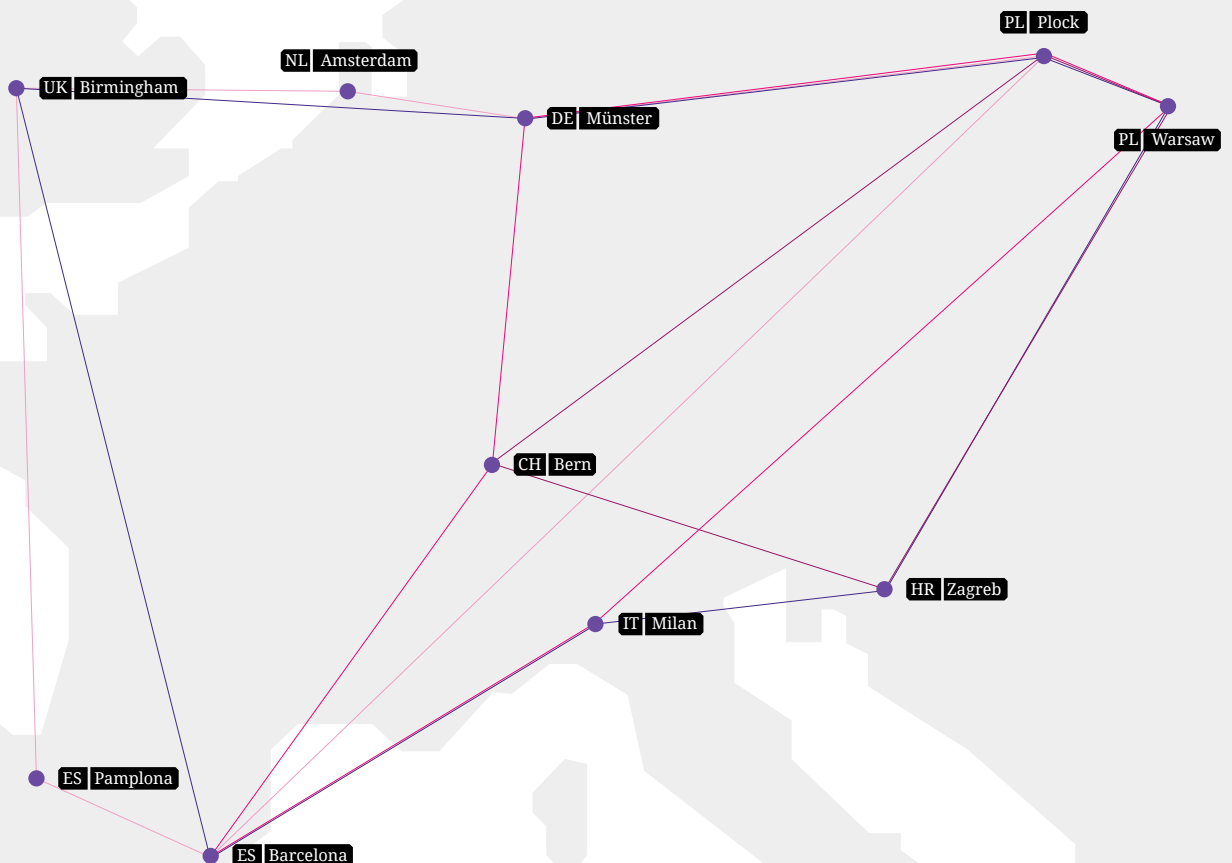 PL Plock
NL Amsterdam
UK Birmingham
DE Münster
PL Warsaw
CH Bern
HR Zagreb
IT Milan
ES Pamplona
ES Barcelona